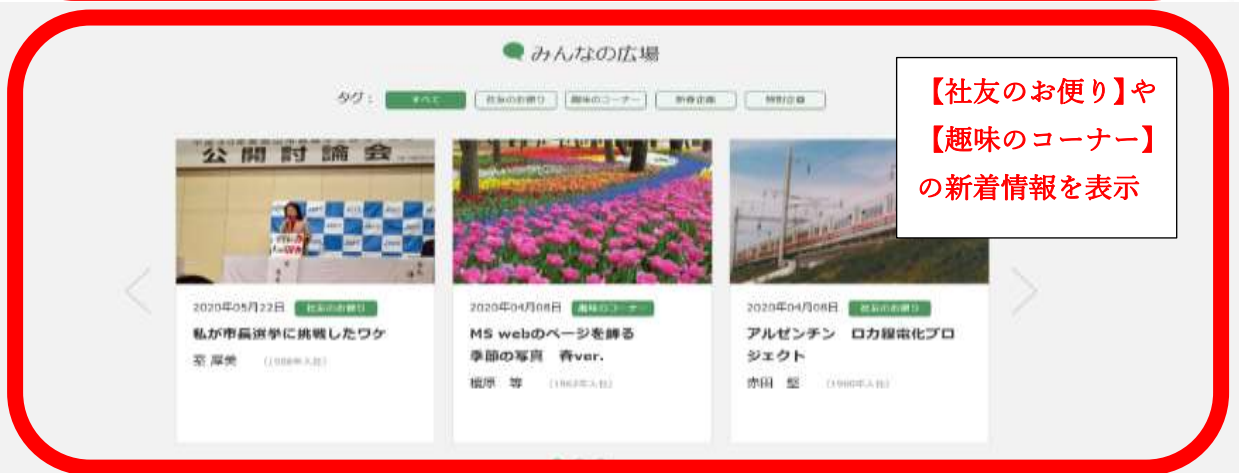 みんなの広場
タグ：
すべて
社友のお便り
趣味のコーナー
新春企画
特別企画
【社友のお便り】や
【趣味のコーナー】
の新着情報を表示
公開討論会
2020年05月22日 社友のお便り
私が市長選挙に挑戦したワケ
2020年04月08日 趣味のコーナー
MS webのページを飾る
季節の写真 春ver.
2020年04月08日 社友のお便り
アルゼンチン ロカ線電化プロ
ジェクト